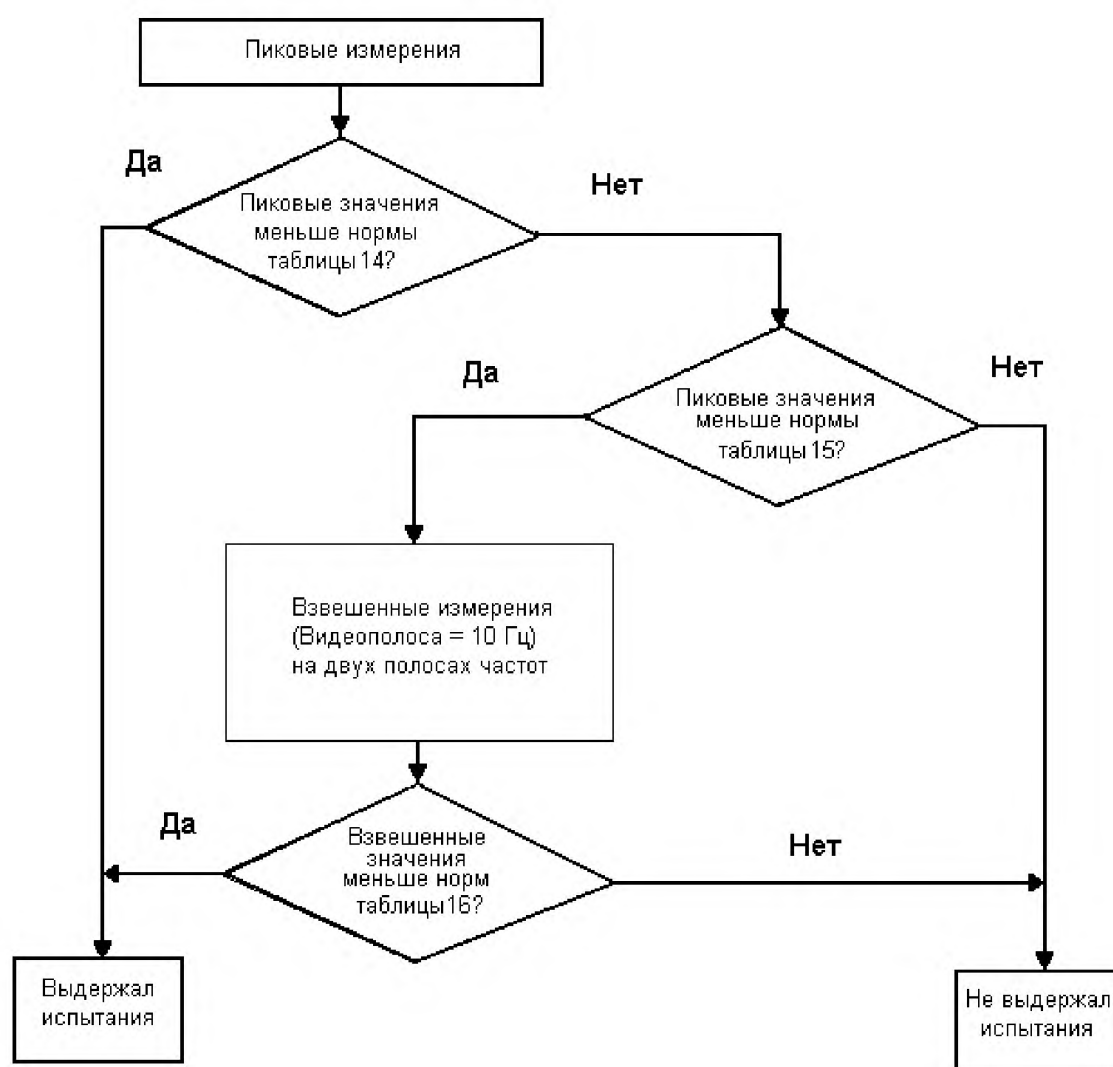 Пиковые измерения
Да
Нет
Пиковые значения
меньше нормы
таблицы 14?
Да
Нет
Пиковые значения
меньше нормы
таблицы 15?
Взвешенные измерения
(Видеополоса = 10 Гц)
на двух полосах частот
Да
Нет
Взвешенные
значения
меньше норм
таблицы 16?
Выдержал
испытания
Не выдержал
испытания